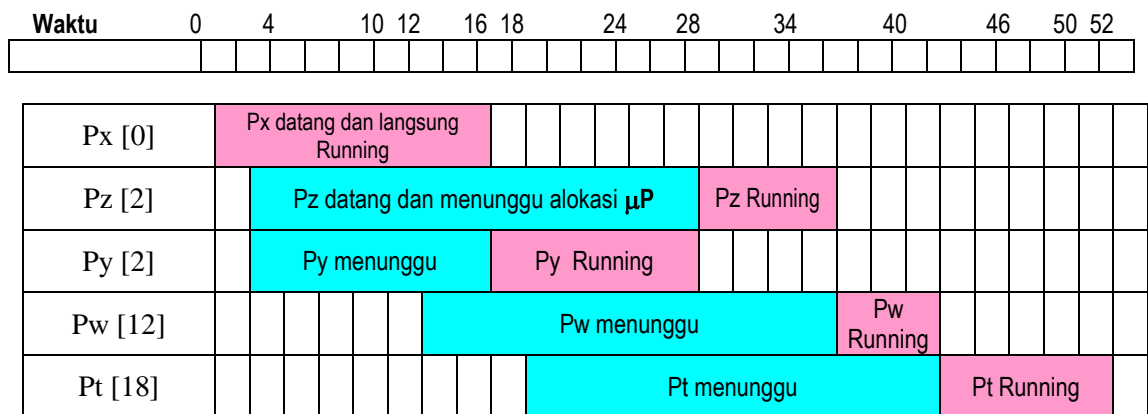 Waktu 0 4 10 12 16 18 24 28 34 40 46 50 52
Px [0] Px datang dan langsung
Running
Pz [2] Pz datang dan menunggu alokasi µP Pz Running
Py [2] Py menunggu Py Running
Pw [12] Pw menunggu Pw
Running
Pt [18] Pt menunggu Pt Running